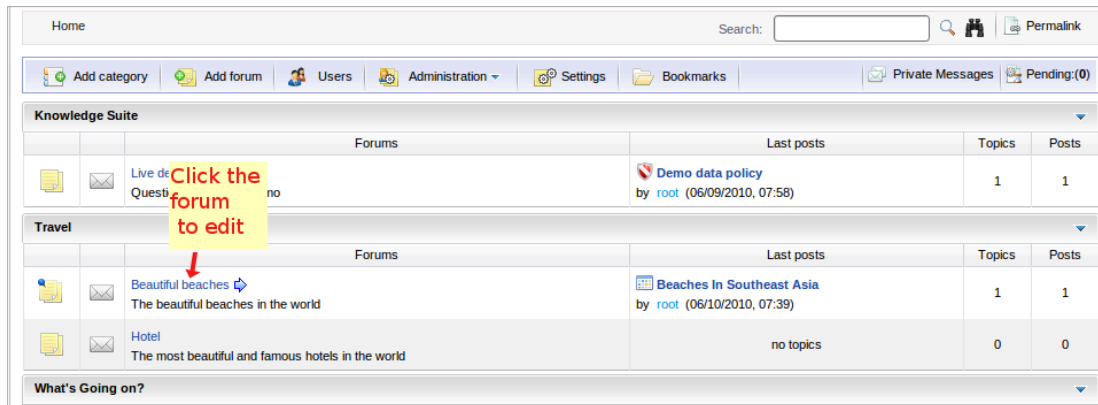 Home
Search:
Permalink
Add category
Add forum
Users
Administration
Settings
Bookmarks
Private Messages
Pending:(0)
Knowledge Suite
Forums
Last posts
Topics
Posts
Live de
Questi
no
Click the
forum
to edit
Demo data policy
by root (06/09/2010, 07:58)
1
1
Travel
Forums
Last posts
Topics
Posts
Beautiful beaches
The beautiful beaches in the world
Beaches In Southeast Asia
by root (06/10/2010, 07:39)
1
1
Hotel
The most beautiful and famous hotels in the world
no topics
0
0
What's Going on?